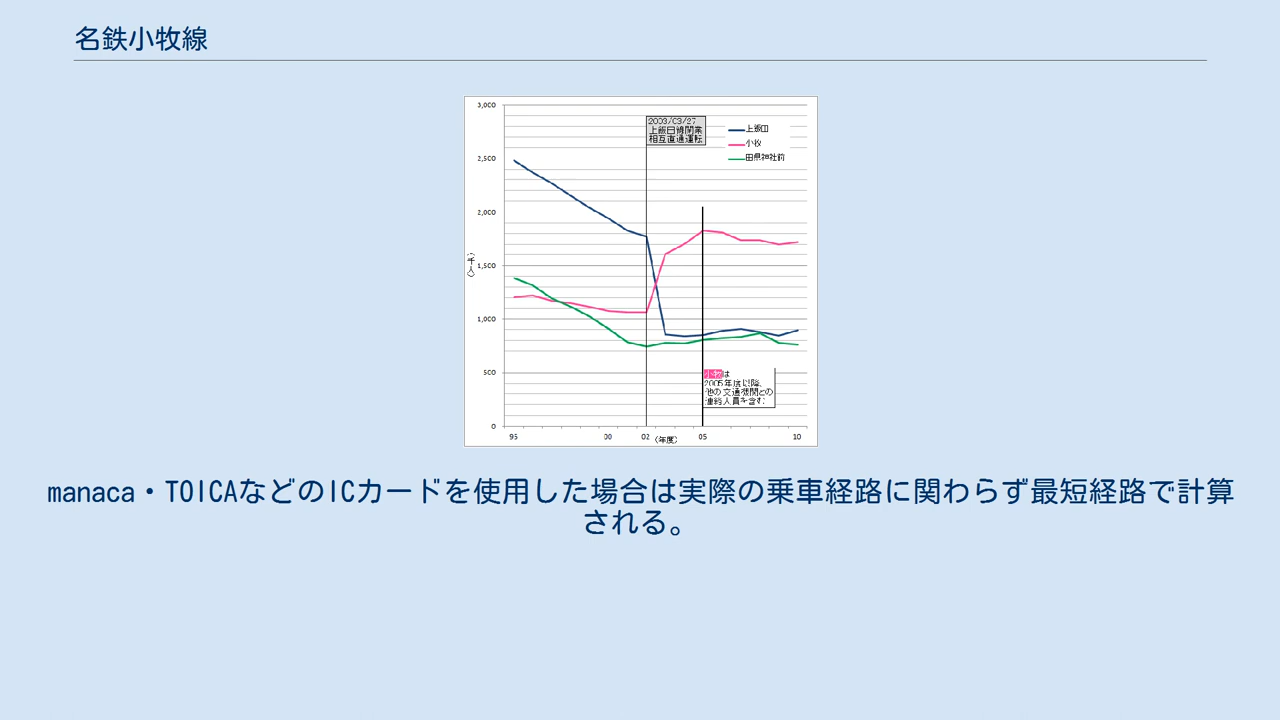 名鉄小牧線
3,000
2,500
2,000
1,500
1,000
500
0
2003/03/27
上飯田線開業
相互直通運転
上飯田
小牧
田県神社前
小牧は
2005年度以降、
他の交通機関との
連絡人員を含む
95
00
02
(年度)
05
10
manaca・TOICAなどのICカードを使用した場合は実際の乗車経路に関わらず最短経路で計算
される。